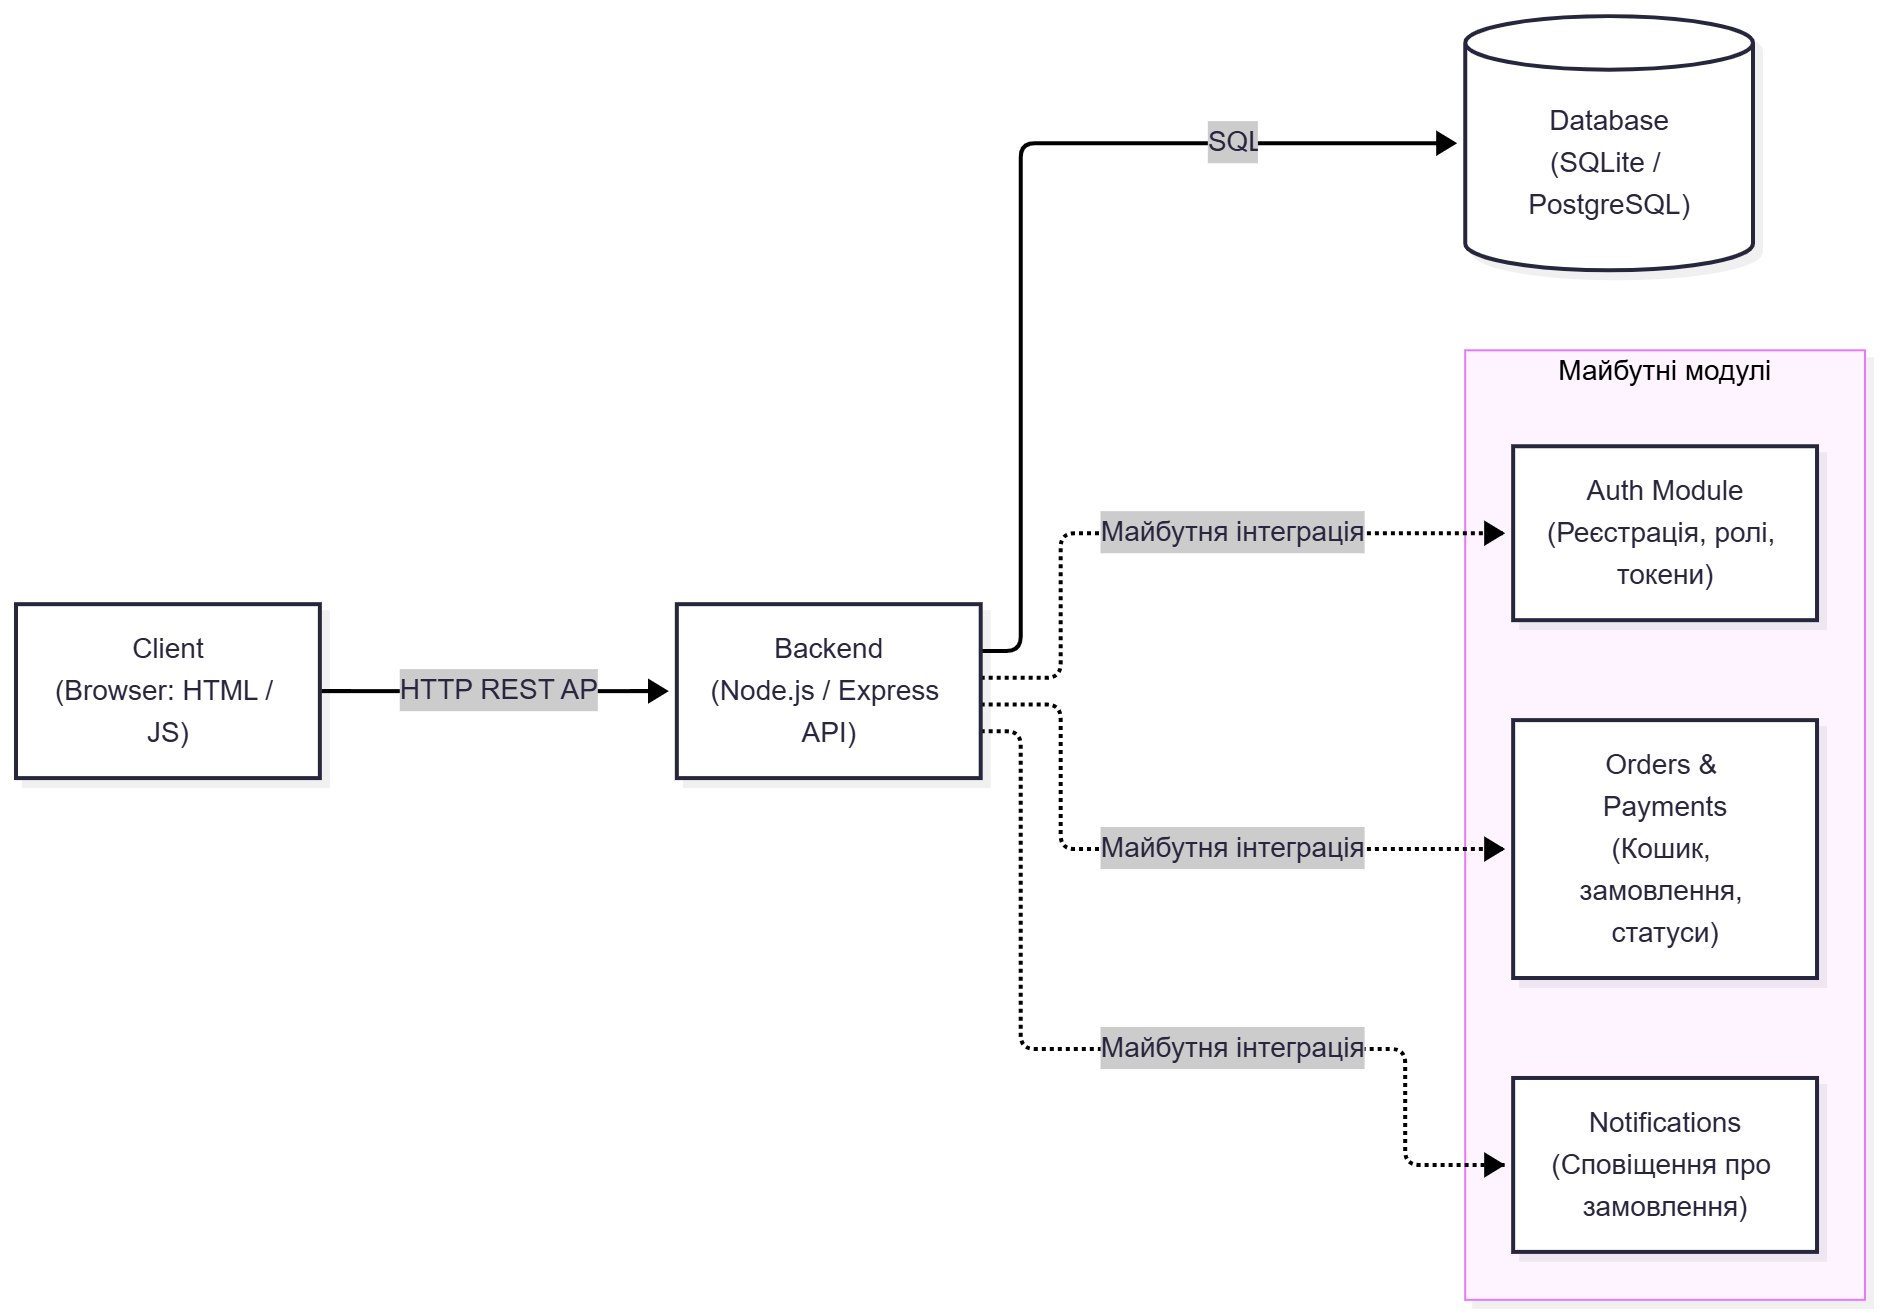 Database
(SQLite /
PostgreSQL)
SQL
Майбутні модулі
Auth Module
(Реєстрація, ролі,
токени)
Майбутня інтеграція
Client
(Browser: HTML /
JS)
HTTP REST AP
Backend
(Node.js / Express
API)
Orders &
Payments
(Кошик,
замовлення,
статуси)
Майбутня інтеграція
Майбутня інтеграція
Notifications
(Сповіщення про
замовлення)